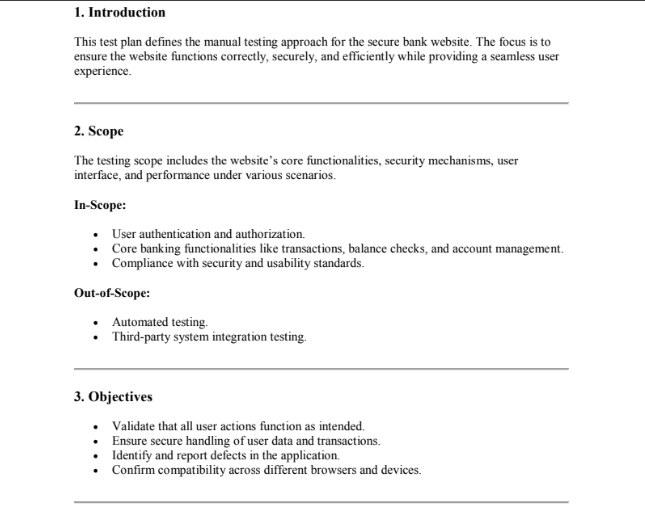 1. Introduction
This test plan defines the manual testing approach for the secure bank website. The focus is to
ensure the website functions correctly, securely, and efficiently while providing a seamless user
experience.
2. Scope
The testing scope includes the website's core functionalities, security mechanisms, user
interface, and performance under various scenarios.
In-Scope:
• User authentication and authorization.
• Core banking functionalities like transactions, balance checks, and account management.
• Compliance with security and usability standards.
Out-of-Scope:
• Automated testing.
• Third-party system integration testing.
3. Objectives
• Validate that all user actions function as intended.
• Ensure secure handling of user data and transactions.
• Identify and report defects in the application.
• Confirm compatibility across different browsers and devices.